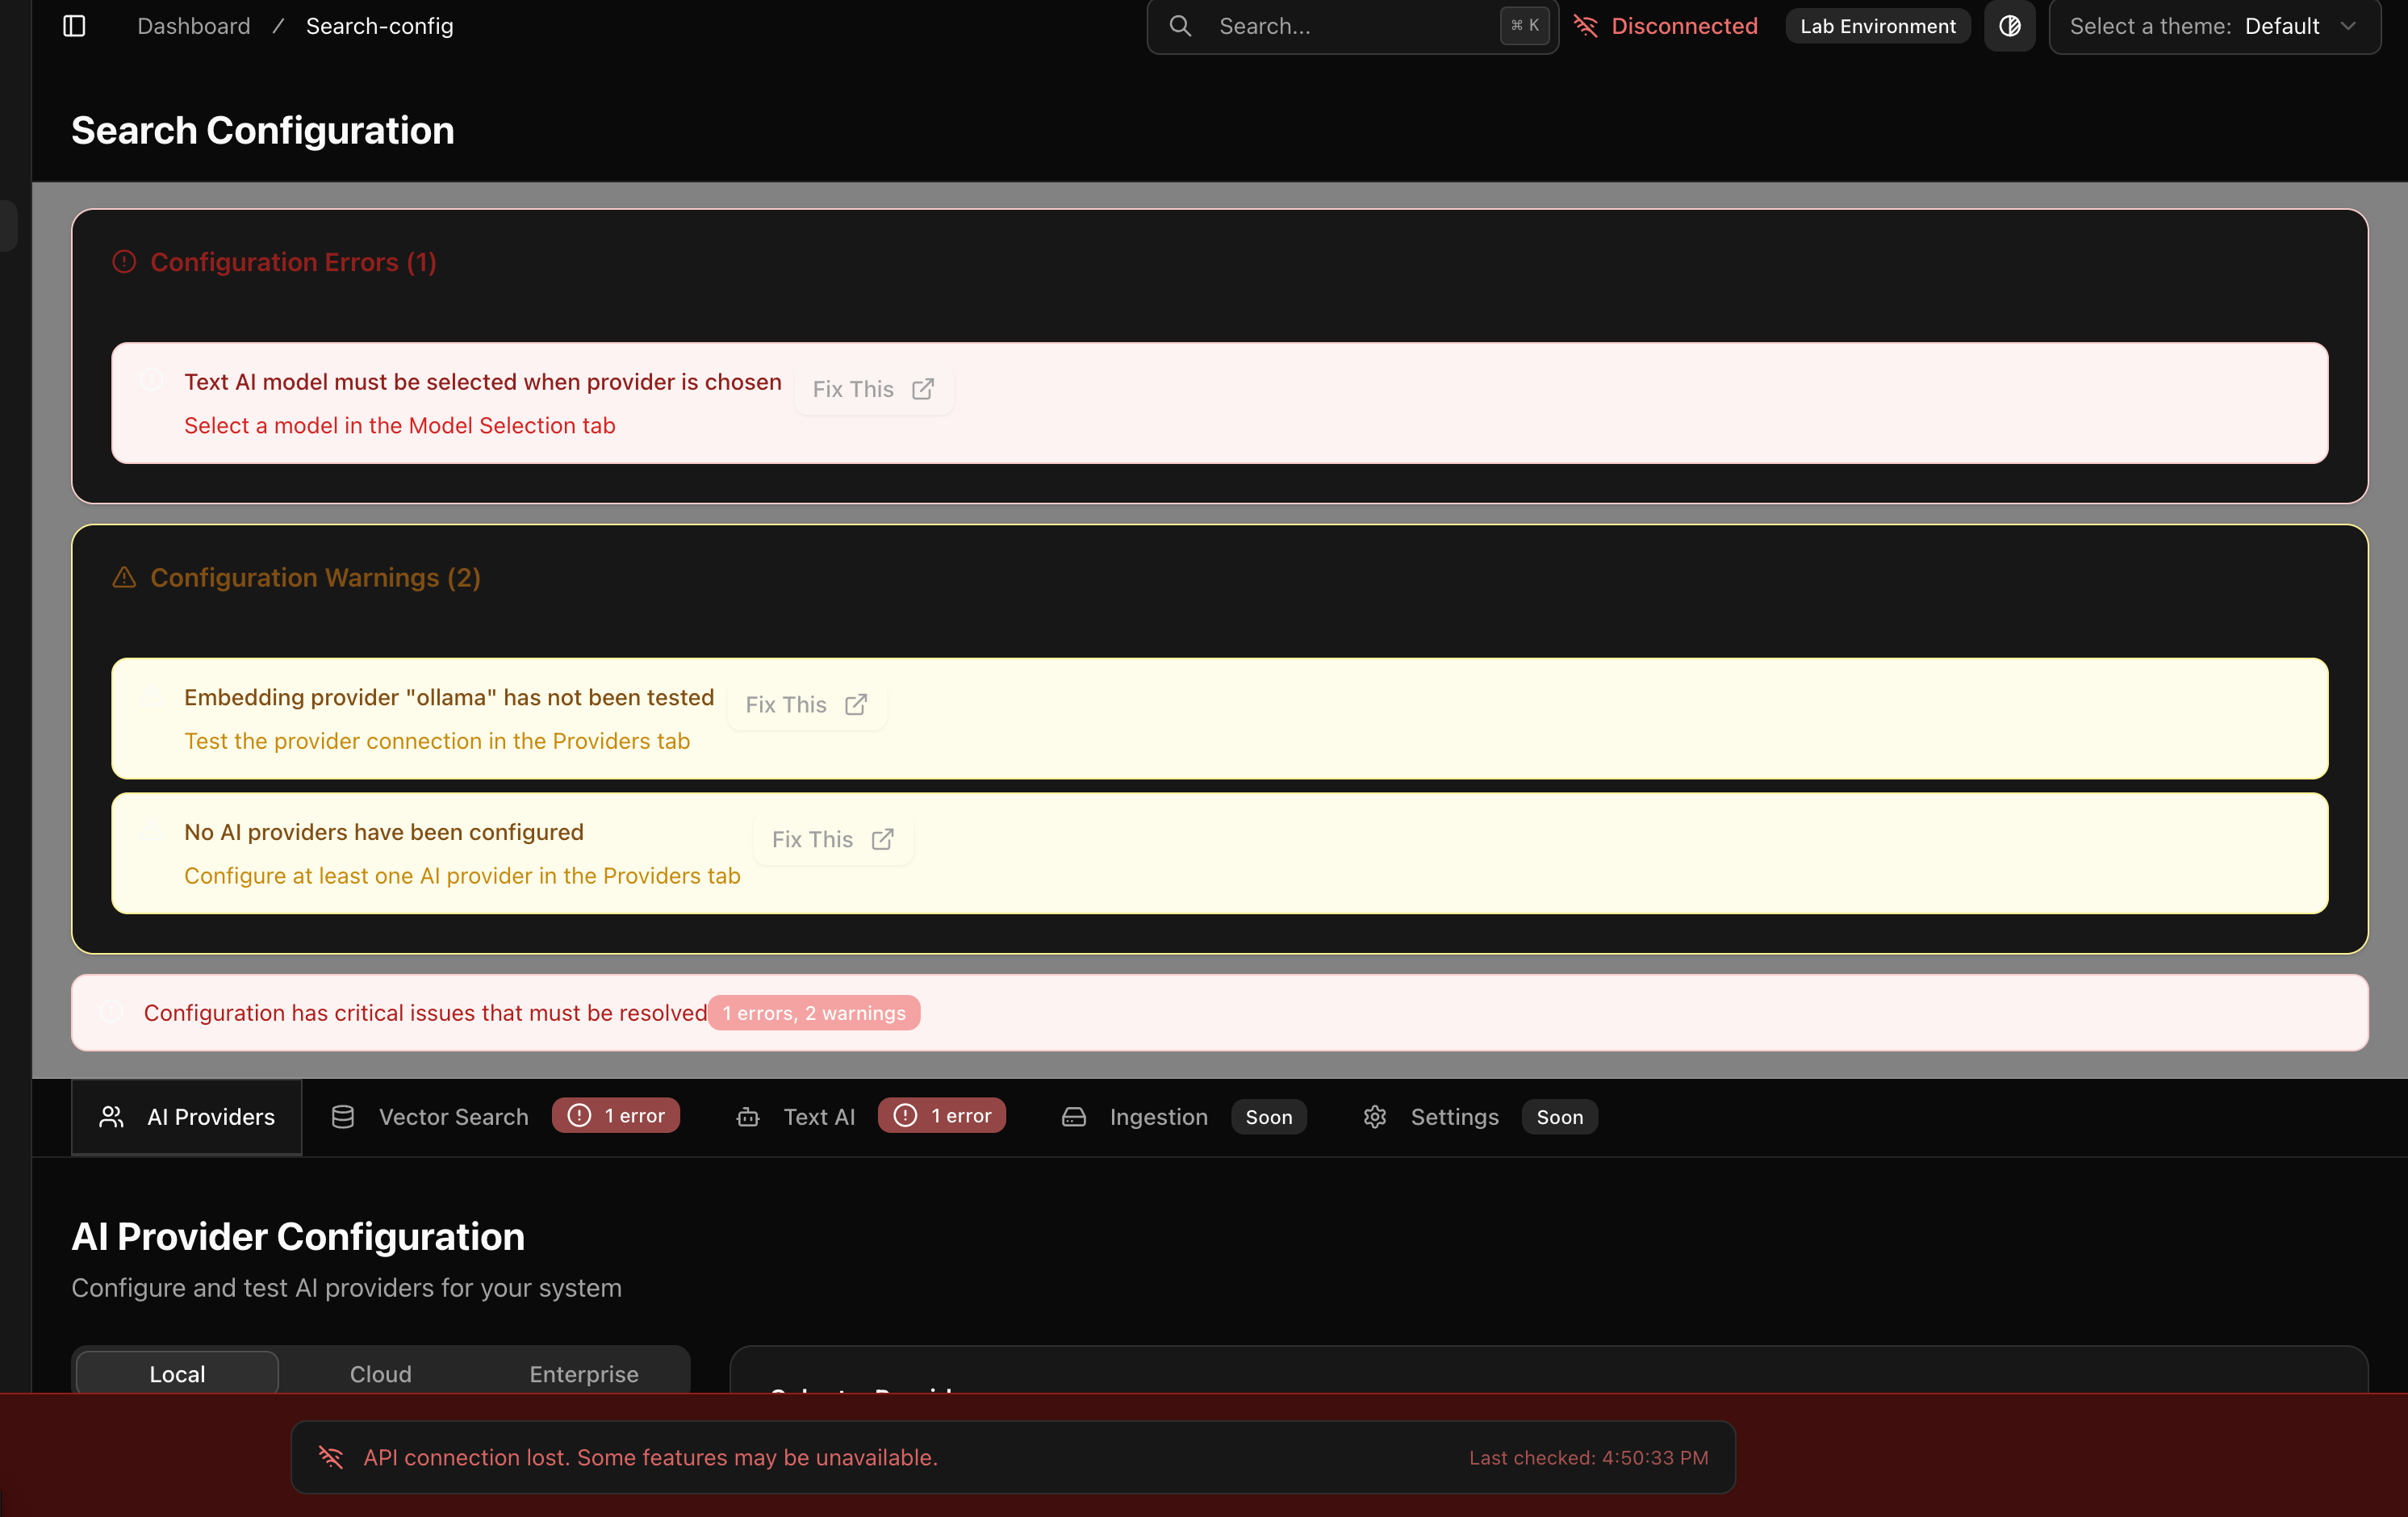 Dashboard / Search-config
Search...
⌘ K
Disconnected
Lab Environment
Select a theme: Default
Search Configuration
Configuration Errors (1)
Text AI model must be selected when provider is chosen
Fix This
Select a model in the Model Selection tab
Configuration Warnings (2)
Embedding provider "ollama" has not been tested
Fix This
Test the provider connection in the Providers tab
No AI providers have been configured
Fix This
Configure at least one AI provider in the Providers tab
Configuration has critical issues that must be resolved
1 errors, 2 warnings
AI Providers
Vector Search
1 error
Text AI
1 error
Ingestion
Soon
Settings
Soon
AI Provider Configuration
Configure and test AI providers for your system
Local
Cloud
Enterprise
API connection lost. Some features may be unavailable.
Last checked: 4:50:33 PM